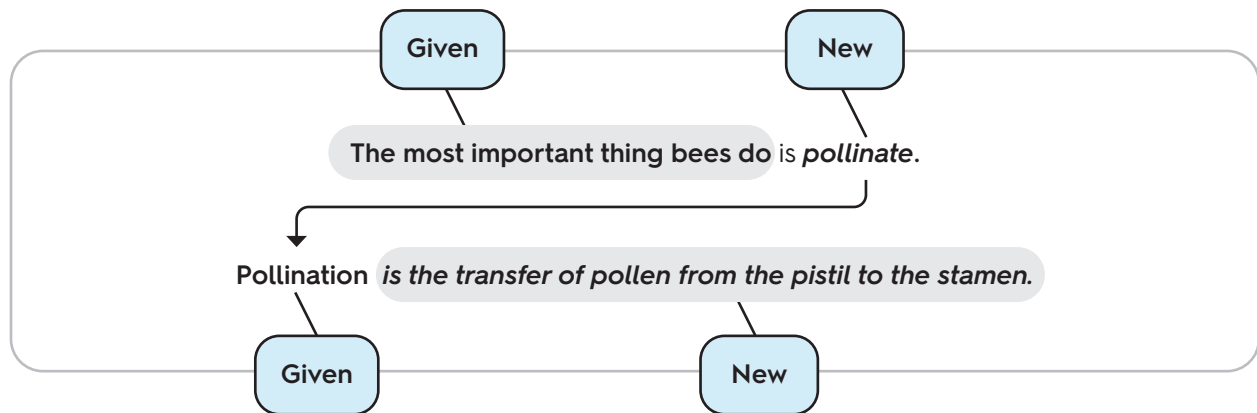 Given
New
The most important thing bees do is pollinate.
Pollination is the transfer of pollen from the pistil to the stamen.
Given
New